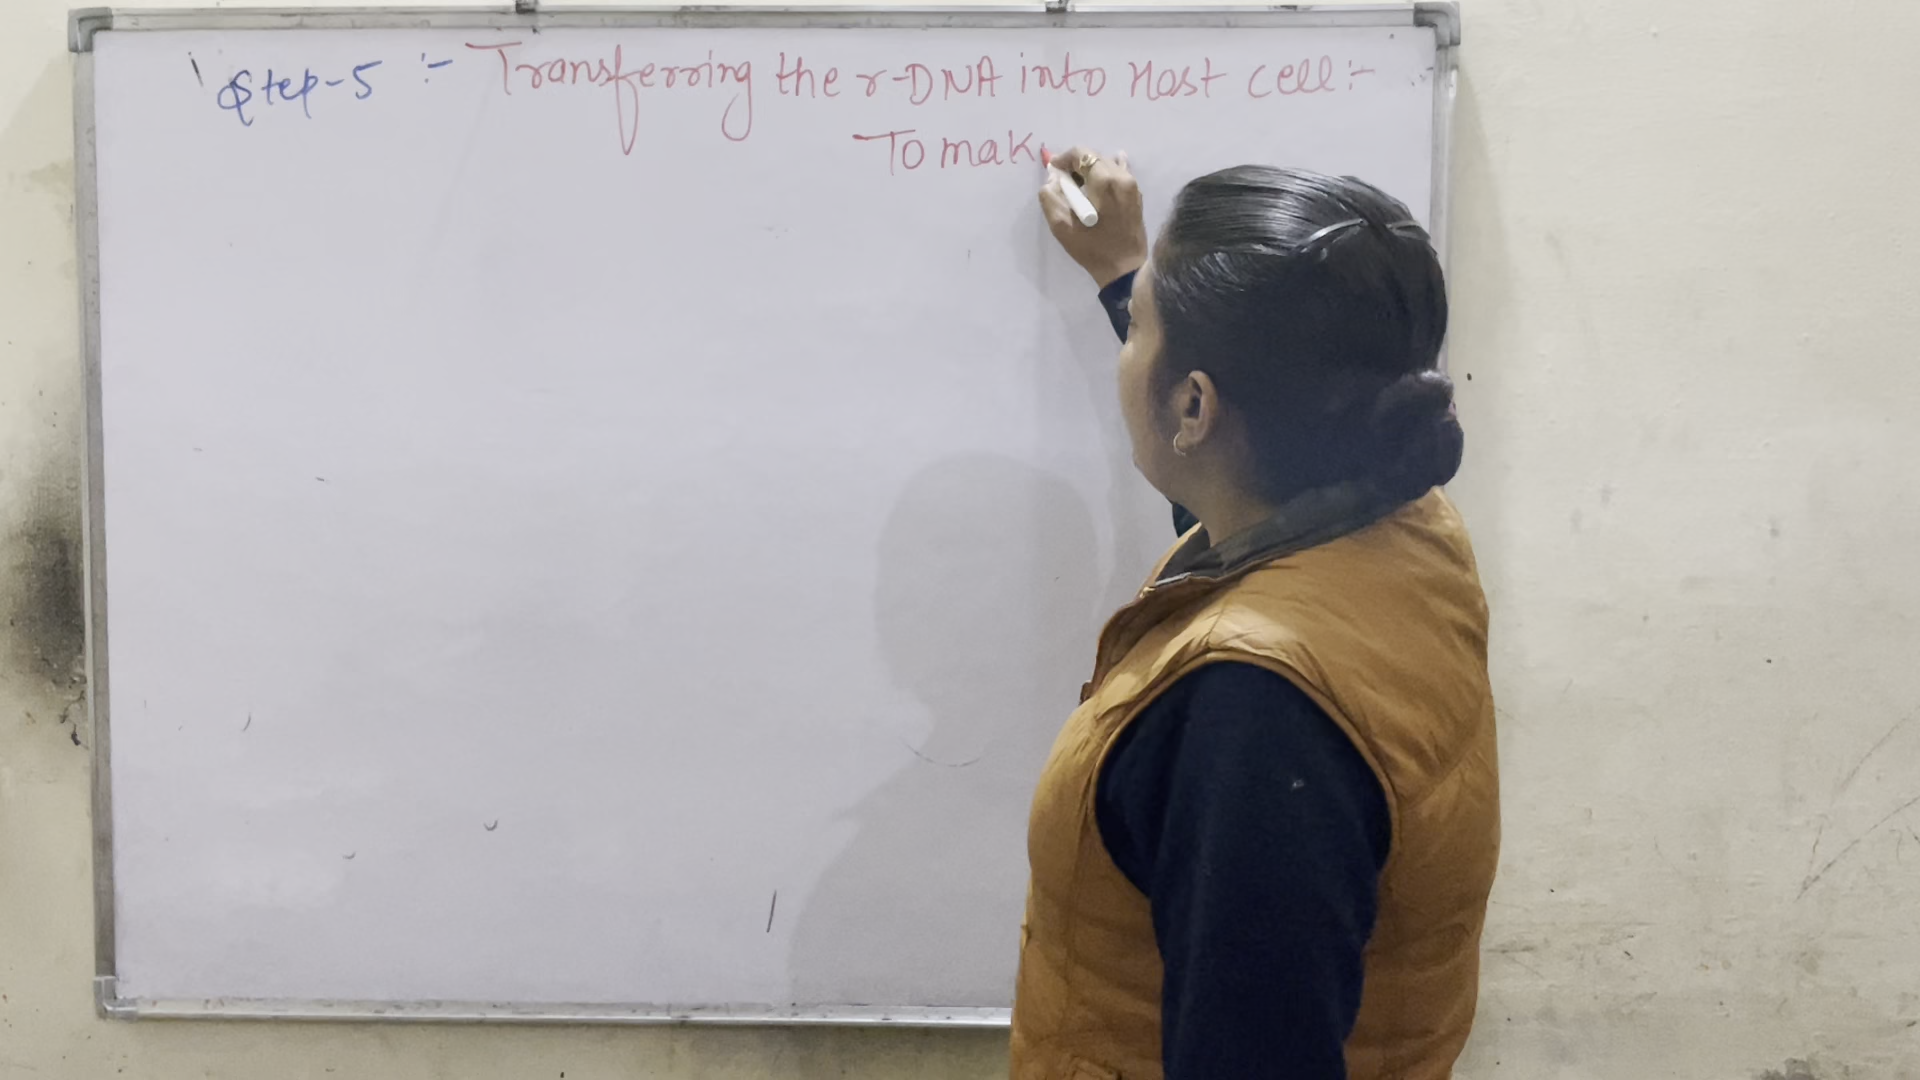 Step-5 :- Transferring the r-DNA into Host cell:-
To mak